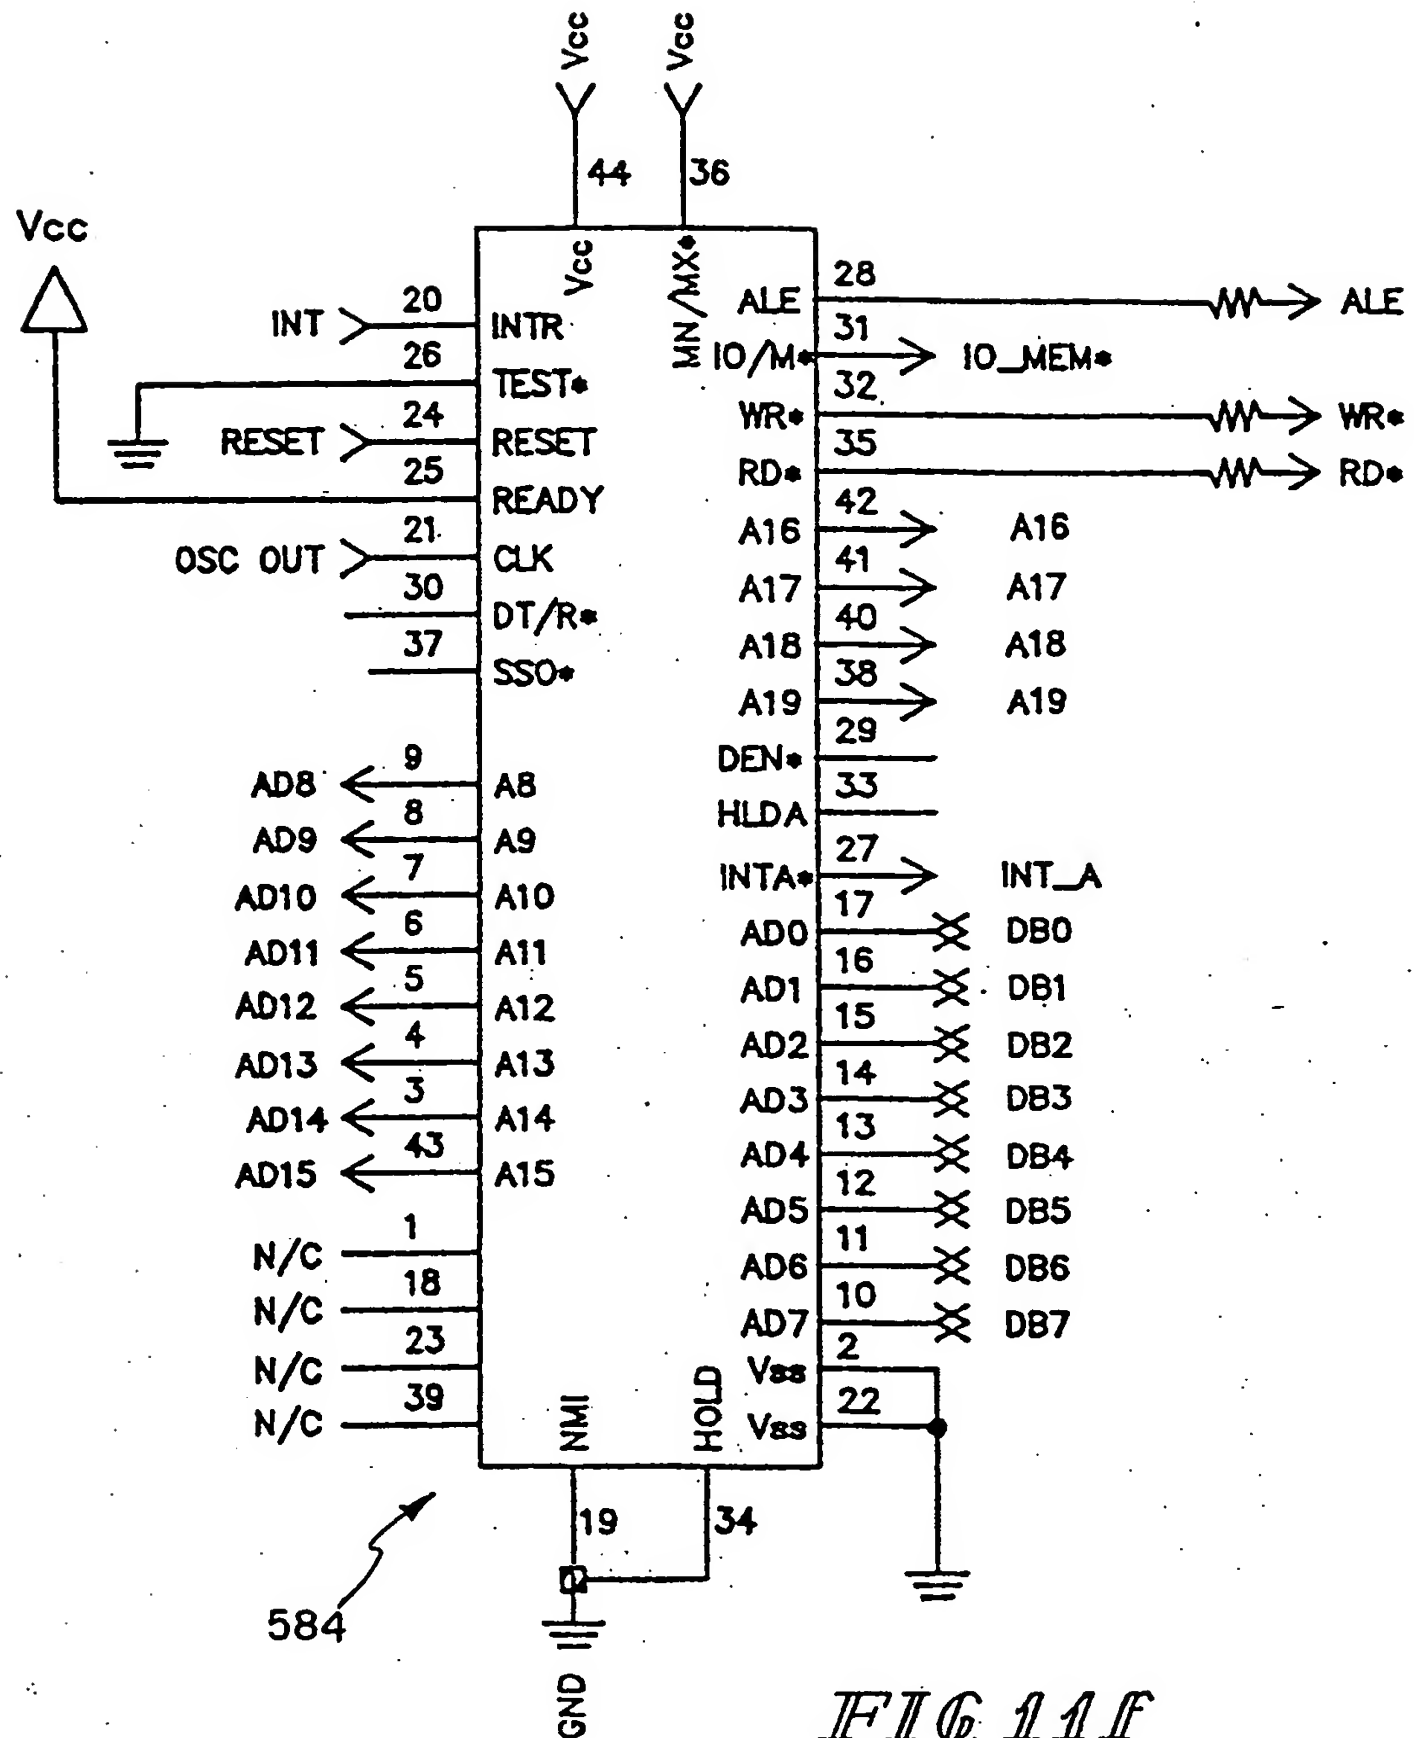 Vcc Vcc
44 36
Vcc
Vcc MN/MX*
INT 20 INTR
26 TEST*
RESET 24 RESET
25 READY
OSC OUT 21 CLK
30 DT/R*
37 SSO*
AD8 9 A8
AD9 8 A9
AD10 7 A10
AD11 6 A11
AD12 5 A12
AD13 4 A13
AD14 3 A14
AD15 43 A15
N/C 1
N/C 18
N/C 23
N/C 39
ALE 28 ALE
IO/M* 31 IO_MEM*
WR* 32 WR*
RD* 35 RD*
A16 42 A16
A17 41 A17
A18 40 A18
A19 38 A19
DEN* 29
HLDA 33
INTA* 27 INT_A
AD0 17 DB0
AD1 16 DB1
AD2 15 DB2
AD3 14 DB3
AD4 13 DB4
AD5 12 DB5
AD6 11 DB6
AD7 10 DB7
Vss 2
Vss 22
NMI HOLD
19 34
584
GND
FIG. 11f